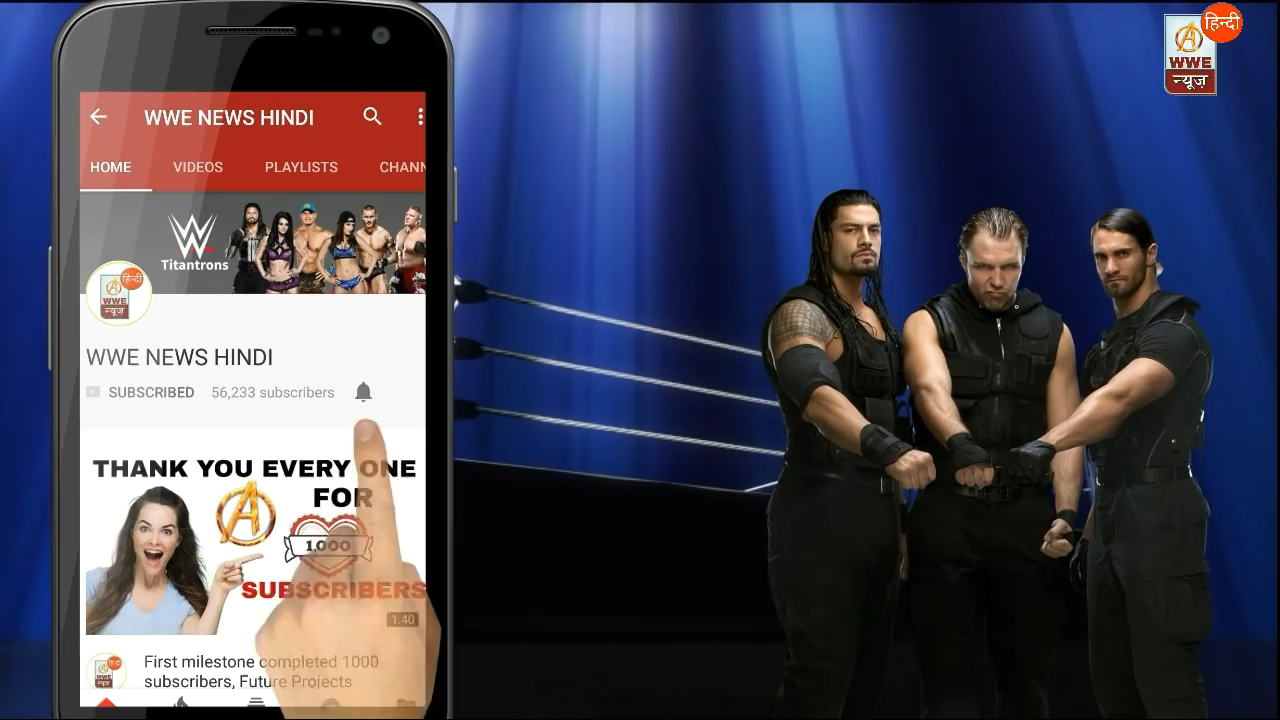 WWE NEWS HINDI
HOME VIDEOS PLAYLISTS CHANN
W
Titantrons
हिन्दी
A
WWE
न्यूज़
WWE NEWS HINDI
SUBSCRIBED 56,233 subscribers
THANK YOU EVERY ONE
FOR
A
1,000
SUBSCRIBERS
1:40
हिन्दी
A
WWE
First milestone completed 1000
subscribers, Future Projects
हिन्दी
A
WWE
न्यूज़